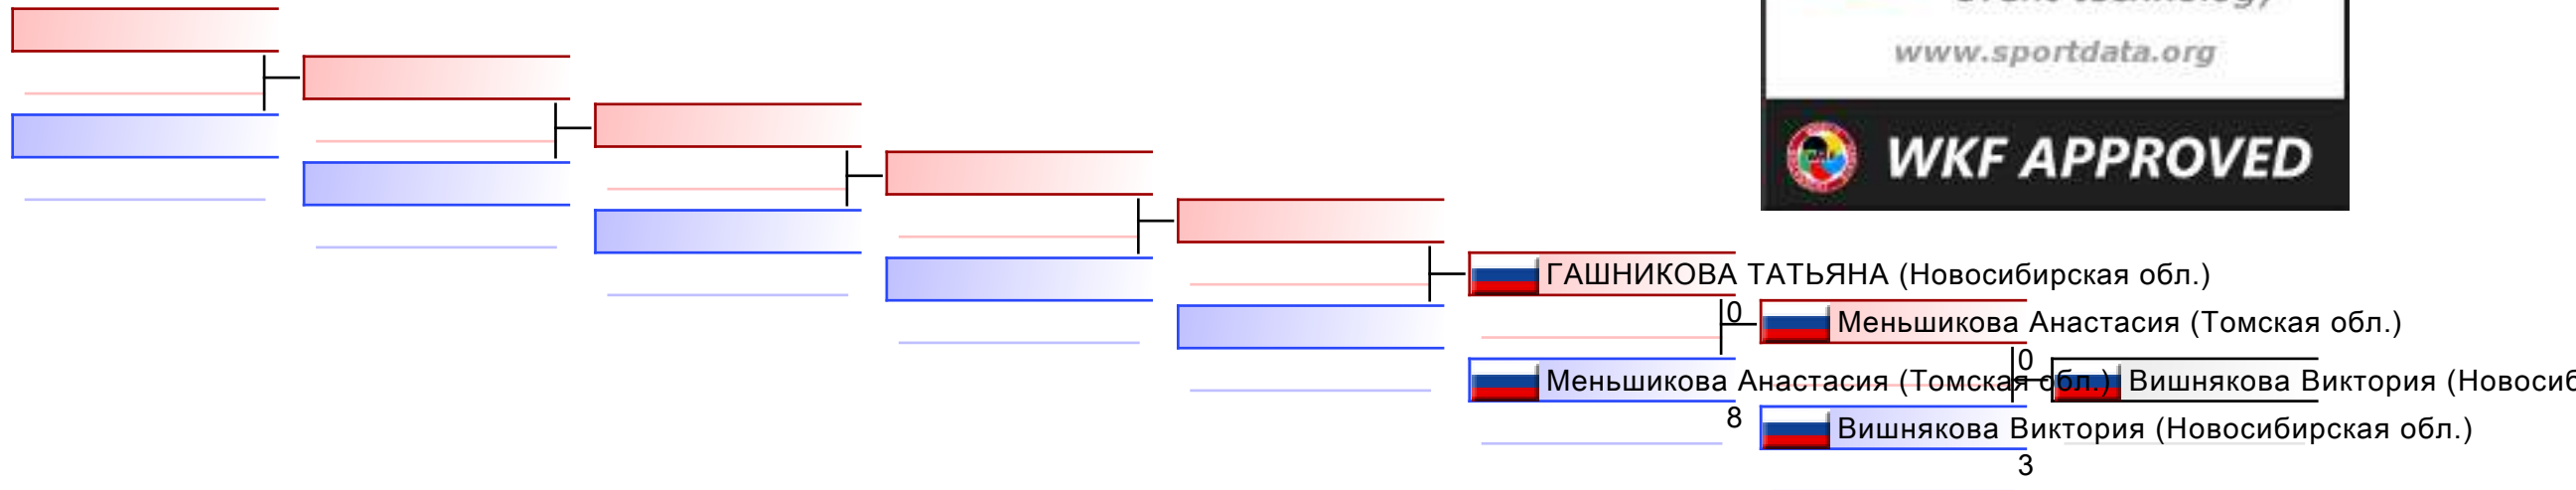 www.sportdata.org
WKF APPROVED
ГАШНИКОВА ТАТЬЯНА (Новосибирская обл.)
0
Меньшикова Анастасия (Томская обл.)
0
Меньшикова Анастасия (Томская обл.)
Вишнякова Виктория
8
Вишнякова Виктория (Новосибирская обл.)
3